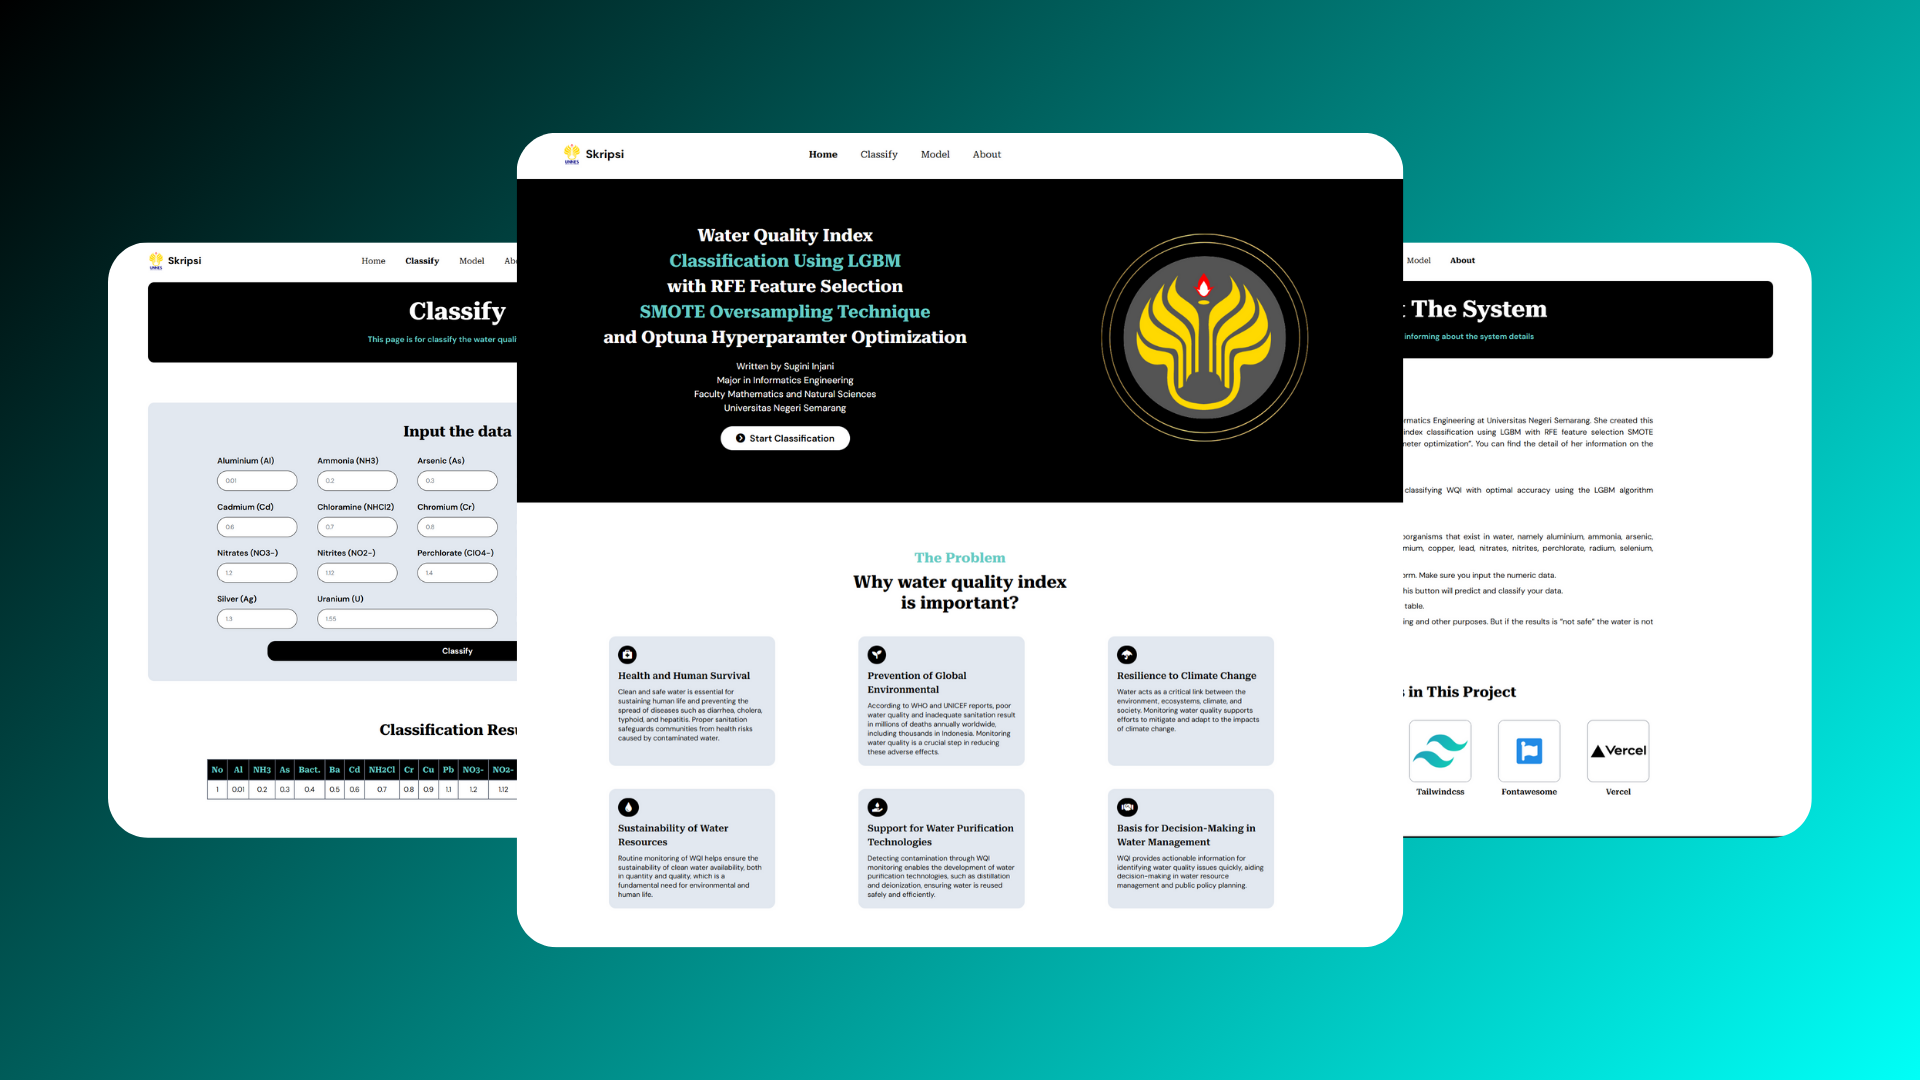 Skripsi
Home Classify Model
Classify
This page is for classify the water
Input the data
Aluminium (Al) Ammonia (NH3) Arsenic (As)
0.01 0.2 0.3
Cadmium (Cd) Chloramine (NHCl2) Chromium (Cr)
0.6 0.7 0.8
Nitrates (NO3-) Nitrites (NO2-) Perchlorate (ClO4-)
1.2 1.12 1.4
Silver (Ag) Uranium (U)
1.3 1.55
Classify
Classification
No Al NH3 As Bact. Ba Cd NH2Cl Cr Cu Pb NO3- NO2-
1 0.01 0.2 0.3 0.4 0.5 0.6 0.7 0.8 0.9 1.1 1.2 1.12
UNNES Skripsi
Home Classify Model About
Water Quality Index
Classification Using LGBM
with RFE Feature Selection
SMOTE Oversampling Technique
and Optuna Hyperparamter Optimization
Written by Sugini Injani
Major in Informatics Engineering
Faculty Mathematics and Natural Sciences
Universitas Negeri Semarang
Start Classification
The Problem
Why water quality index
is important?
Health and Human Survival
Clean and safe water is essential for
sustaining human life and preventing the
spread of diseases such as diarrhea, cholera,
typhoid, and hepatitis. Proper sanitation
safeguards communities from health risks
caused by contaminated water.
Prevention of Global
Environmental
According to WHO and UNICEF reports, poor
water quality and inadequate sanitation result
in millions of deaths annually worldwide,
including thousands in Indonesia. Monitoring
water quality is a crucial step in reducing
these adverse effects.
Resilience to Climate Change
Water acts as a critical link between the
environment, ecosystems, climate, and
society. Monitoring water quality supports
efforts to mitigate and adapt to the impacts
of climate change.
Sustainability of Water
Resources
Routine monitoring of WQI helps ensure the
sustainability of clean water availability, both
in quantity and quality, which is a
fundamental need for environmental and
human life.
Support for Water Purification
Technologies
Detecting contamination through WQI
monitoring enables the development of water
purification technologies, such as distillation
and deionization, ensuring water is reused
safely and efficiently.
Basis for Decision-Making in
Water Management
WQI provides actionable information for
identifying water quality issues quickly, aiding
decision-making in water resource
management and public policy planning.
Model About
The System
informing about the system details
Engineering at Universitas Negeri Semarang. She created this
index classification using LGBM with RFE feature selection SMOTE
optimization". You can find the detail of her information on the
classifying WQI with optimal accuracy using the LGBM algorithm
that exist in water, namely aluminium, ammonia, arsenic,
copper, lead, nitrates, nitrites, perchlorate, radium, selenium,
Make sure you input the numeric data.
button will predict and classify your data.
table.
and other purposes. But if the results is "not safe" the water is not
in This Project
Vercel
Tailwindcss Fontawesome Vercel